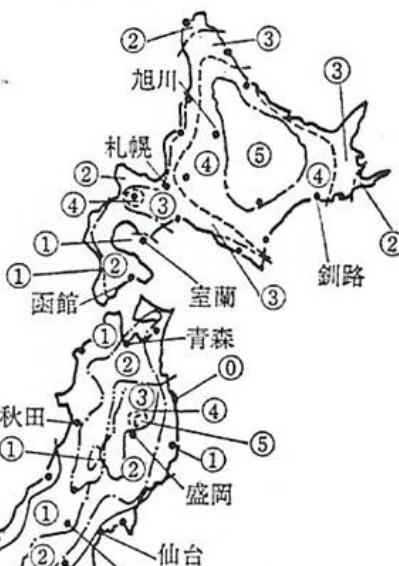 ② ③
旭川 ③
札幌
② ④ ⑤
④ ③ ④
① ②
① ② 釧路
室蘭 ③
函館
① 青森
② ⓪
③ ④
秋田 ⑤
① ② ①
盛岡
①
② 仙台